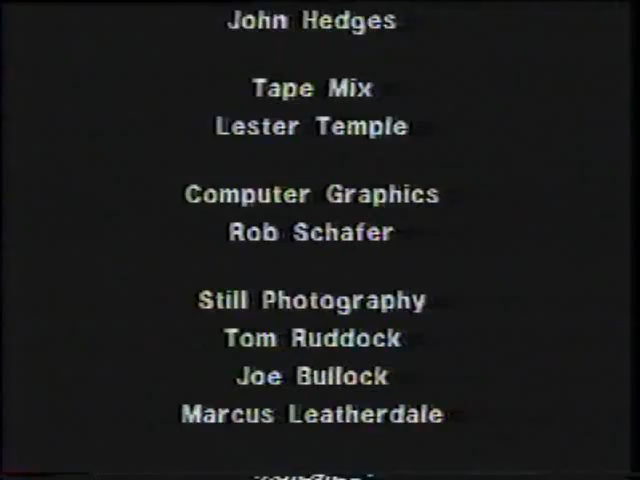 John Hedges
Tape Mix
Lester Temple
Computer Graphics
Rob Schafer
Still Photography
Tom Ruddock
Joe Bullock
Marcus Leatherdale